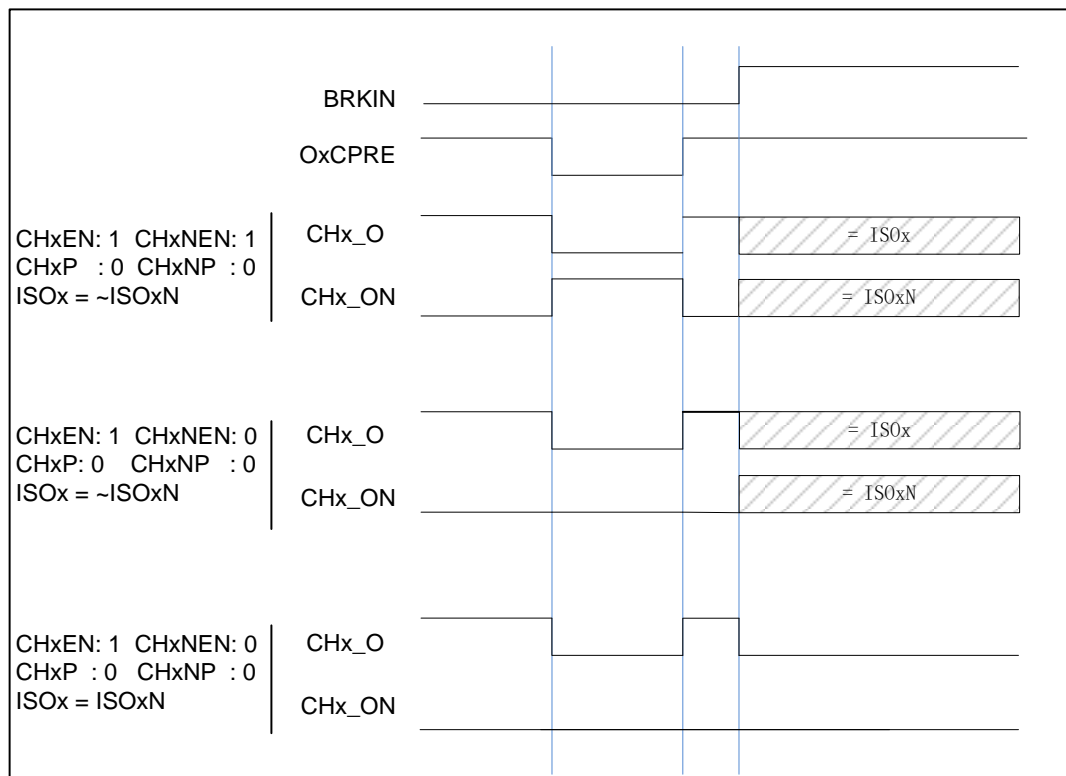 BRKIN
OxCPRE
CHxEN: 1 CHxNEN: 1
CHxP : 0 CHxNP : 0
ISOx = ~ISOxN
CHx_O
= ISOx
CHx_ON
= ISOxN
CHxEN: 1 CHxNEN: 0
CHxP: 0 CHxNP : 0
ISOx = ~ISOxN
CHx_O
= ISOx
CHx_ON
= ISOxN
CHxEN: 1 CHxNEN: 0
CHxP : 0 CHxNP : 0
ISOx = ISOxN
CHx_O
CHx_ON